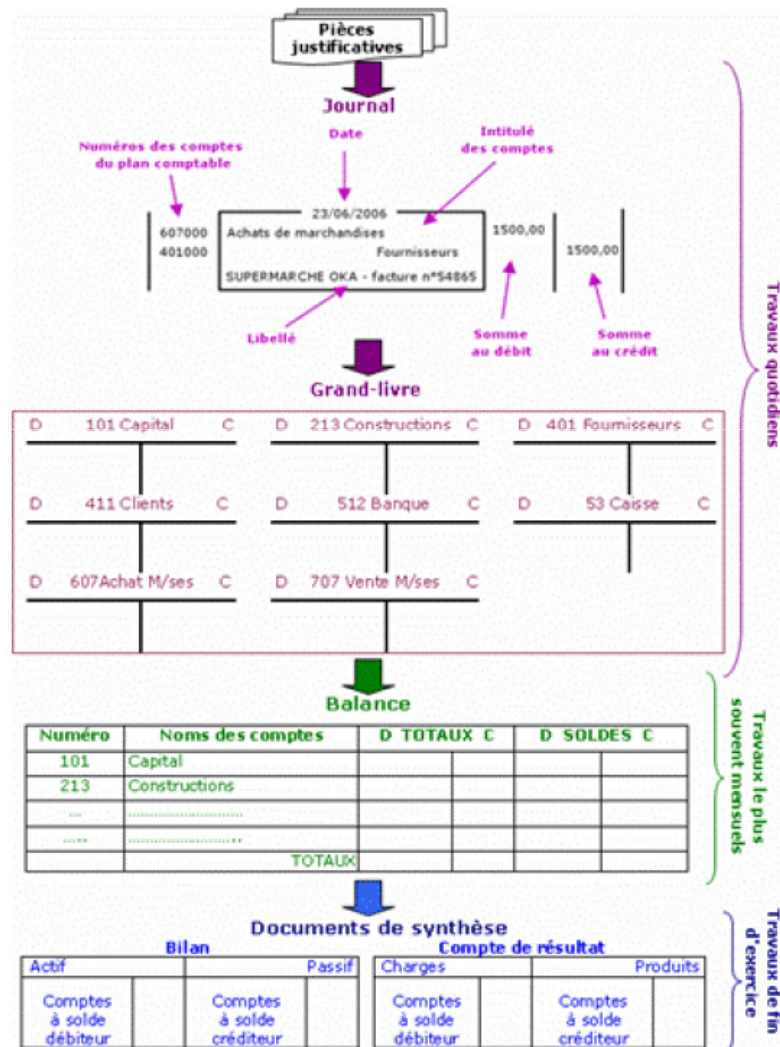 Pièces
justificatives
Journal
Numéros des comptes
du plan comptable
Date
Intitulé
des comptes
23/06/2006
607000 Achats de marchandises 1500,00
401000 Fournisseurs 1500,00
SUPERMARCHE OKA - facture n°54865
Libellé
Somme
au débit
Somme
au crédit
Travaux quotidiens
Grand-livre
D 101 Capital C D 213 Constructions C D 401 Fournisseurs C
D 411 Clients C D 512 Banque C D 53 Caisse C
D 607Achat M/ses C D 707 Vente M/ses C
Balance
Numéro Noms des comptes D TOTAUX C D SOLDES C
101 Capital
213 Constructions
... ...........................
..... ...........................
TOTAUX
Travaux le plus
souvent mensuels
Documents de synthèse
Bilan Compte de résultat
Actif Passif Charges Produits
Comptes Comptes Comptes Comptes
à solde à solde à solde à solde
débiteur créditeur débiteur créditeur
Travaux de fin
d'exercice